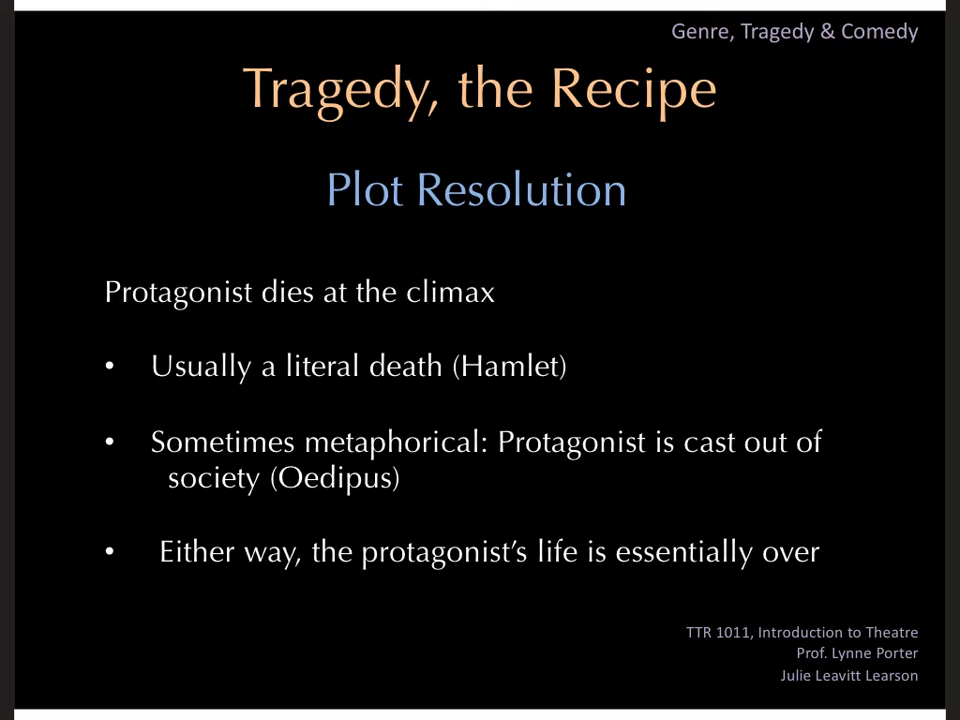 Genre, Tragedy & Comedy
Tragedy, the Recipe
Plot Resolution
Protagonist dies at the climax
• Usually a literal death (Hamlet)
• Sometimes metaphorical: Protagonist is cast out of
society (Oedipus)
• Either way, the protagonist’s life is essentially over
TTR 1011, Introduction to Theatre
Prof. Lynne Porter
Julie Leavitt Learson